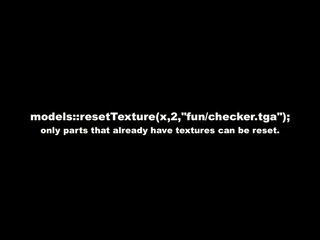 models::resetTexture(x,2,"fun/checker.tga");
only parts that already have textures can be reset.